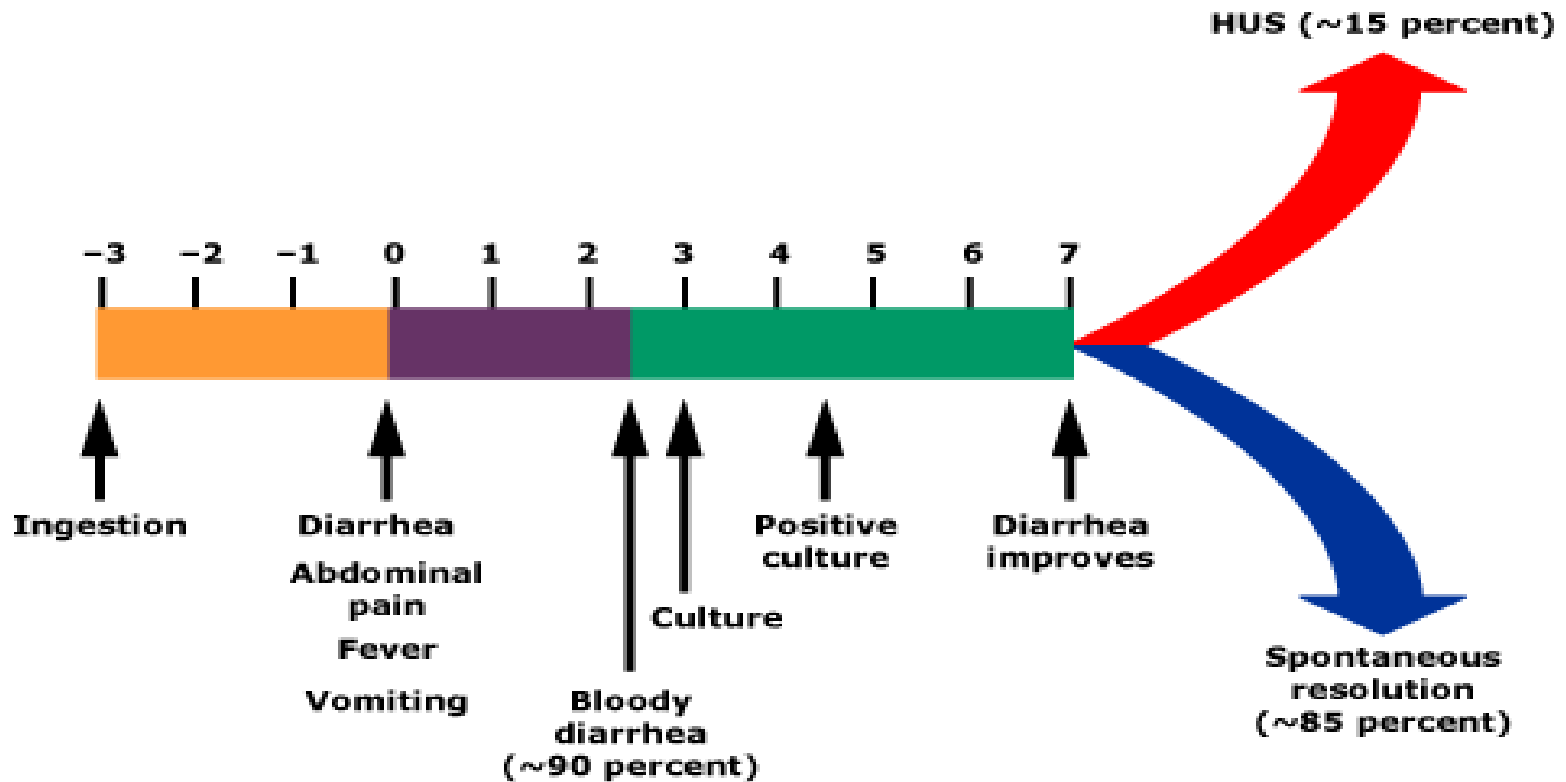 HUS (~15 percent)
−3 −2 −1 0 1 2 3 4 5 6 7
Ingestion
Diarrhea
Abdominal
pain
Fever
Vomiting
Bloody
diarrhea
(~90 percent)
Culture
Positive
culture
Diarrhea
improves
Spontaneous
resolution
(~85 percent)